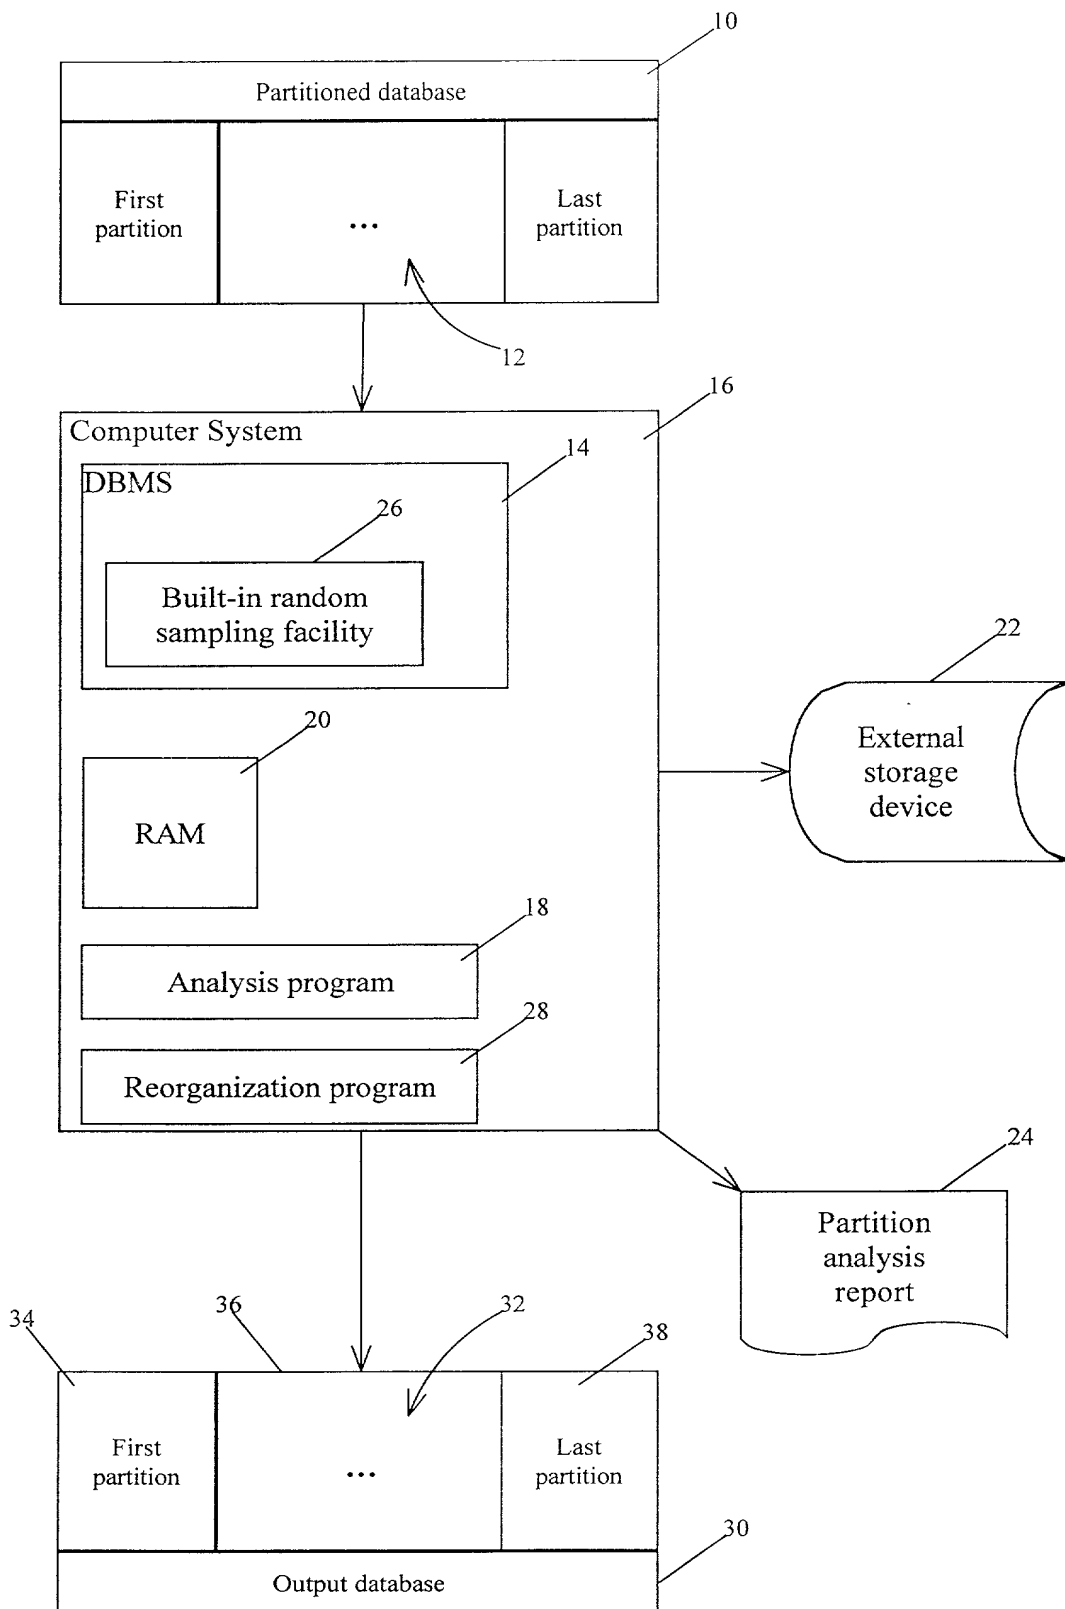 10
Partitioned database
First
partition
...
Last
partition
12
16
Computer System
14
DBMS
26
Built-in random
sampling facility
22
External
storage
device
20
RAM
18
Analysis program
28
Reorganization program
24
Partition
analysis
report
34
36
32
38
First
partition
...
Last
partition
30
Output database